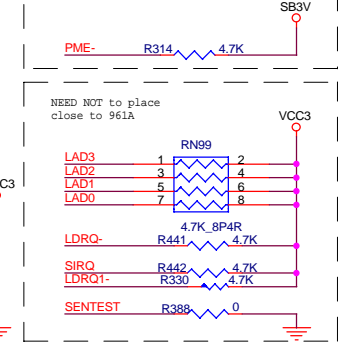 SB3V
PME- R314 4.7K
NEED NOT to place
close to 961A
VCC3
RN99
LAD3 1 2
LAD2 3 4
LAD1 5 6
LAD0 7 8
C3
4.7K_8P4R
LDRQ- R441 4.7K
SIRQ R442 4.7K
LDRQ1- R330 4.7K
SENTEST R388 0